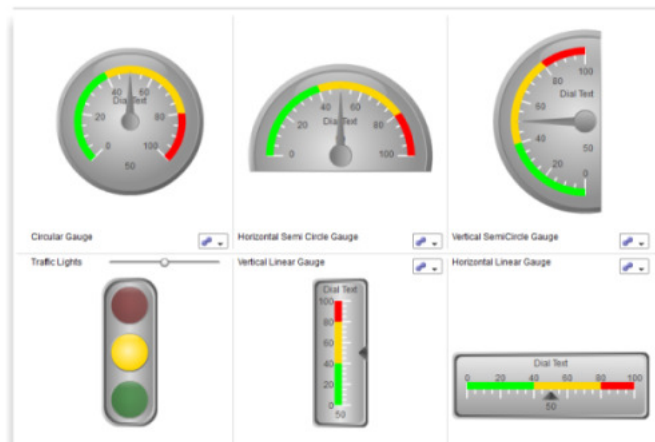 40 60
Dial Text
20 80
0 100
50
40 60
Dial Text
20 80
0 100
100
80
Dial Text
60
40
50
20
0
Circular Gauge
Horizontal Semi Circle Gauge
Vertical SemiCircle Gauge
Traffic Lights
Vertical Linear Gauge
Horizontal Linear Gauge
Dial Text
100
80
60
40
20
0
50
Dial Text
0 20 40 60 80 100
50